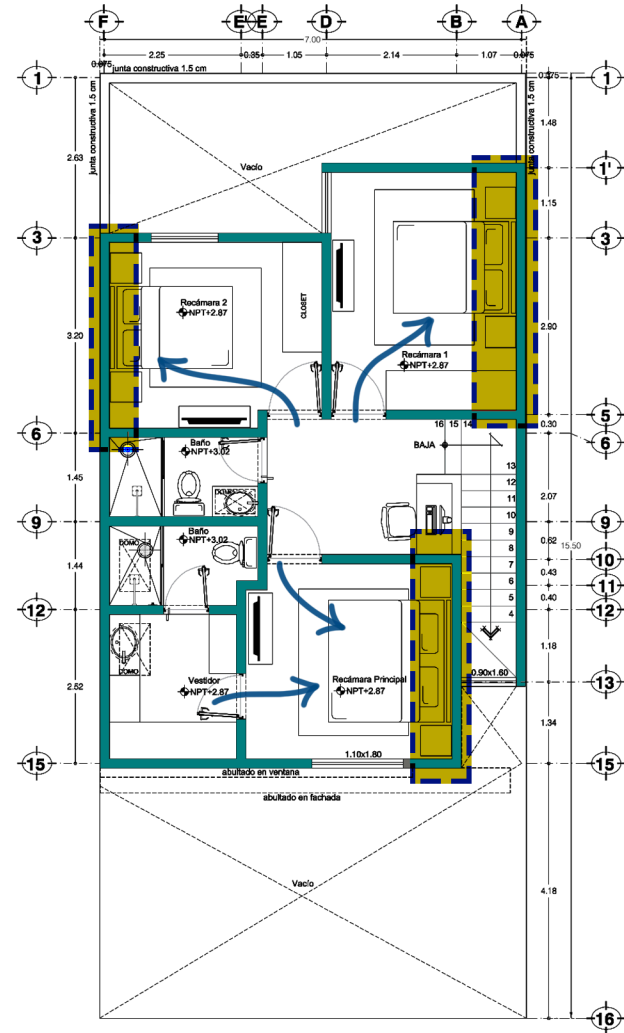 F E' E D B A
7.00
2.25 0.35 1.05 2.14 1.07 0.075
0.075
junta constructiva 1.5 cm
1 1
0.075
junta constructiva 1.5 cm
junta constructiva 1.5 cm
1.48
2.63
Vacío
1'
1.15
3 3
CLOSET
Recámara 2
NPT+2.87
3.20
2.90
Recámara 1
NPT+2.87
5
0.30
16 15 14
6 6
BAJA
Baño
NPT+3.02
13
12
1.45
DOMO
11
2.07
10
9 9
Baño
NPT+3.02
DOMO
9
0.62
8
15.50
10
1.44
7
0.43
6
11
5
0.40
12 12
4
1.18
DOMO
0.90x1.60
Vestidor
NPT+2.87
Recámara Principal
NPT+2.87
13
2.52
1.34
1.10x1.80
15 15
abultado en ventana
abultado en fachada
Vacío
4.18
16